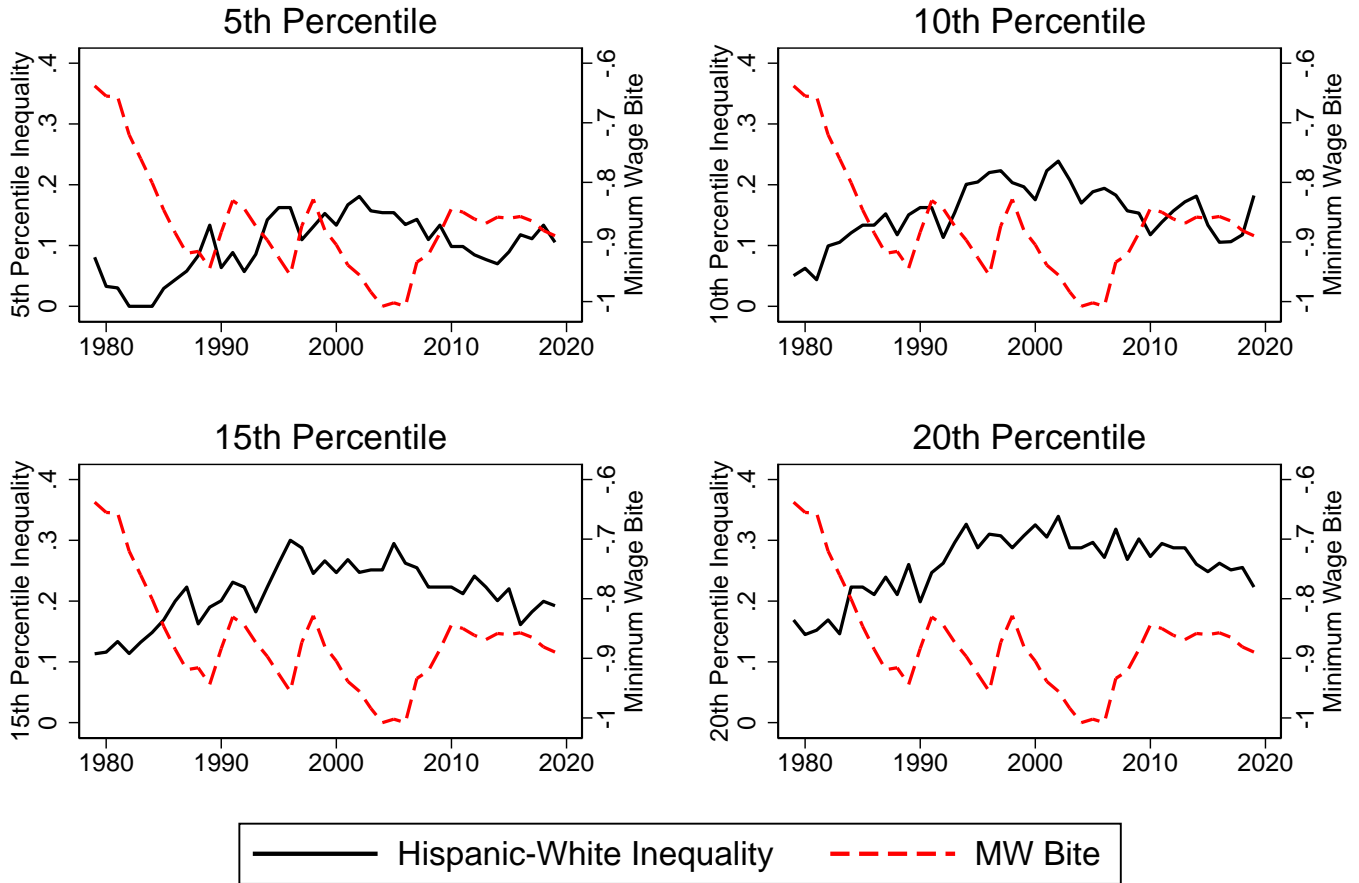 5th Percentile
5th Percentile Inequality
0 .1 .2 .3 .4
-1 -.9 -.8 -.7 -.6
Minimum Wage Bite
1980 1990 2000 2010 2020
10th Percentile
10th Percentile Inequality
0 .1 .2 .3 .4
-1 -.9 -.8 -.7 -.6
Minimum Wage Bite
1980 1990 2000 2010 2020
15th Percentile
15th Percentile Inequality
0 .1 .2 .3 .4
-1 -.9 -.8 -.7 -.6
Minimum Wage Bite
1980 1990 2000 2010 2020
20th Percentile
20th Percentile Inequality
0 .1 .2 .3 .4
-1 -.9 -.8 -.7 -.6
Minimum Wage Bite
1980 1990 2000 2010 2020
Hispanic-White Inequality MW Bite